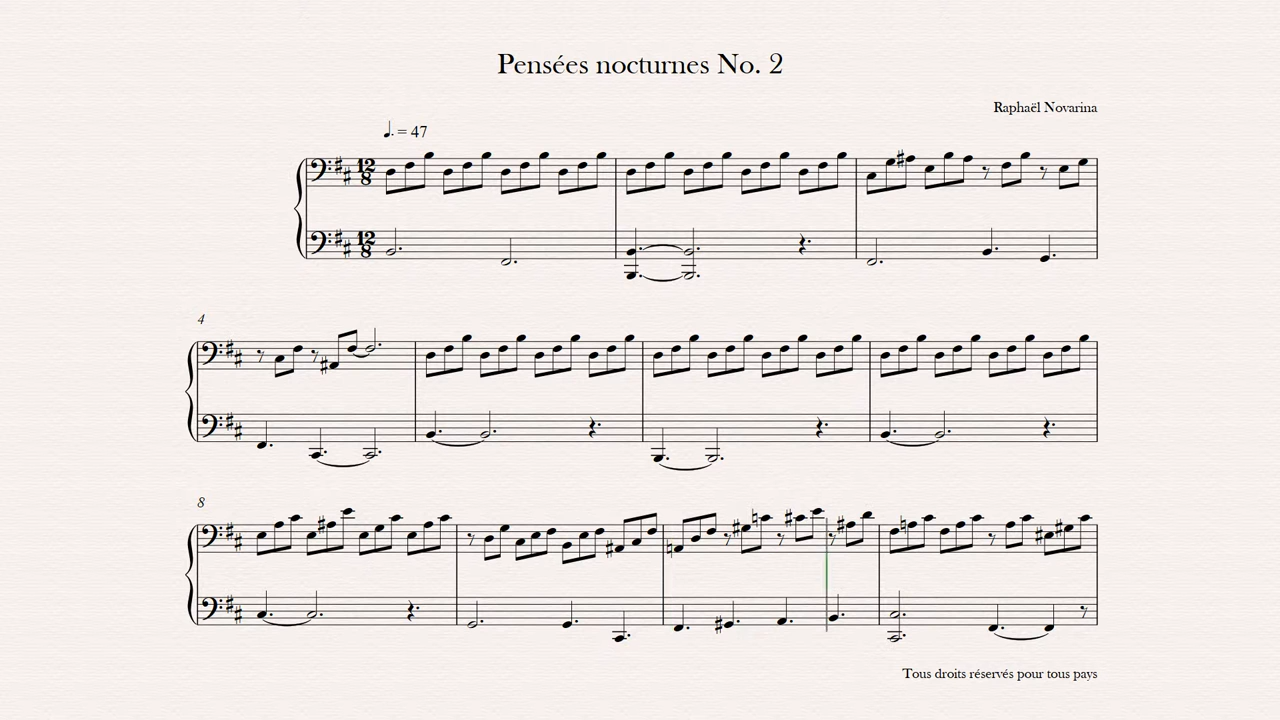 Pensées nocturnes No. 2
Raphaël Novarina
♩. = 47
12
8
12
8
4
8
Tous droits réservés pour tous pays